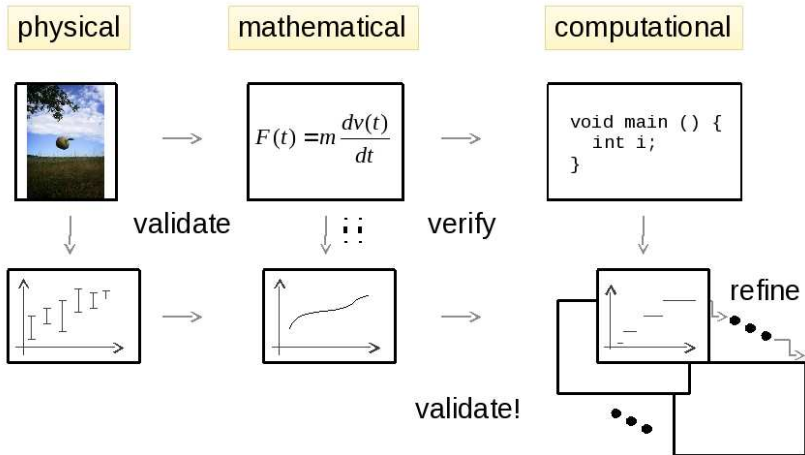 physical
mathematical
computational
F(t) =m dv(t)/dt
void main () {
int i;
}
validate
verify
refine
validate!